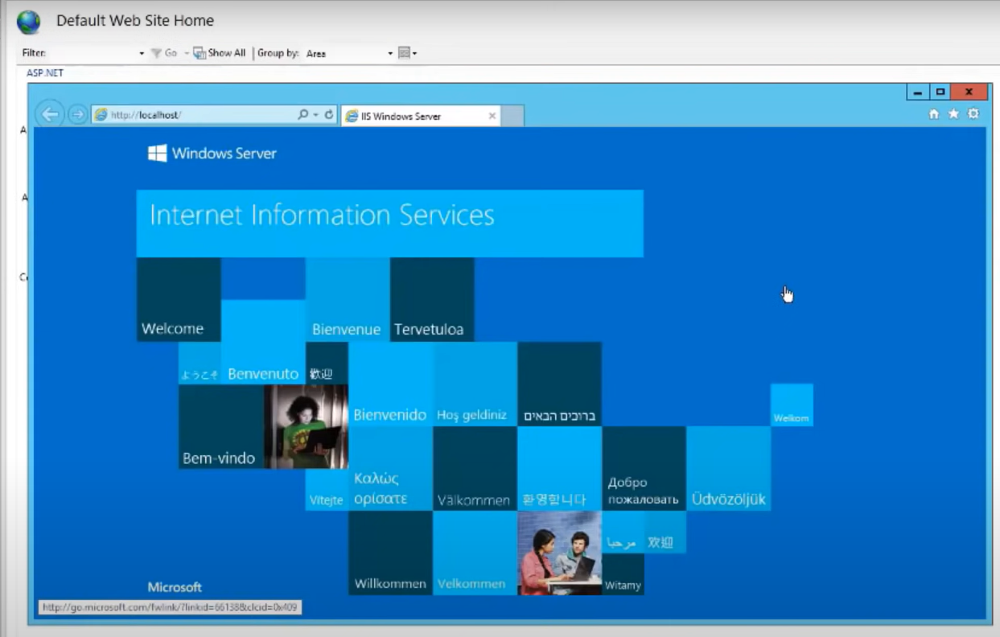 Default Web Site Home
Filter:
Go
Show All
Group by: Area
ASP.NET
http://localhost/
IIS Windows Server
Windows Server
Internet Information Services
Welcome
Bienvenue
Tervetuloa
ようこそ
Benvenuto
歡迎
Bienvenido
Hoş geldiniz
ברוכים הבאים
Welkom
Bem-vindo
Vítejte
Καλώς
ορίσατε
Välkommen
환영합니다
Добро
пожаловать
Üdvözöljük
مرحبا
欢迎
Willkommen
Velkommen
Witamy
Microsoft
http://go.microsoft.com/fwlink/?linkid=66138&clcid=0x409